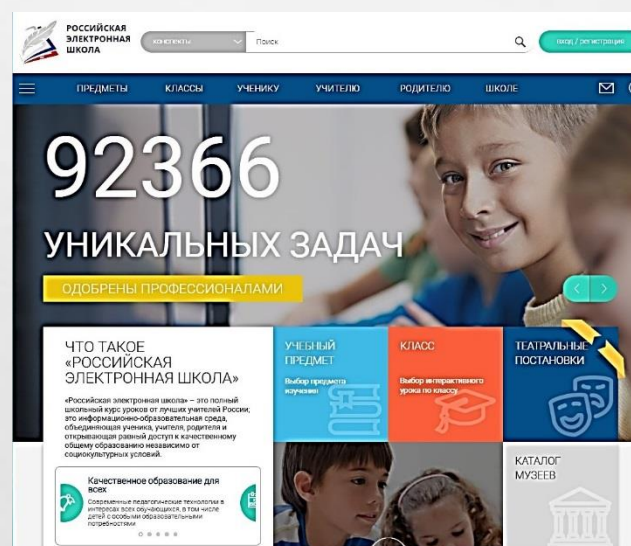 РОССИЙСКАЯ
ЭЛЕКТРОННАЯ
ШКОЛА
конспекты
Поиск
вход / регистрация
ПРЕДМЕТЫ КЛАССЫ УЧЕНИКУ УЧИТЕЛЮ РОДИТЕЛЮ ШКОЛЕ
92366
УНИКАЛЬНЫХ ЗАДАЧ
ОДОБРЕНЫ ПРОФЕССИОНАЛАМИ
ЧТО ТАКОЕ
«РОССИЙСКАЯ
ЭЛЕКТРОННАЯ ШКОЛА»
«Российская электронная школа» – это полный
школьный курс уроков от лучших учителей России;
это информационно-образовательная среда,
объединяющая ученика, учителя, родителя и
открывающая равный доступ к качественному
общему образованию независимо от
социокультурных условий.
Качественное образование для
всех
Современные педагогические технологии в
интересах всех обучающихся, в том числе
детей с особыми образовательными
потребностями
УЧЕБНЫЙ
ПРЕДМЕТ
Выбор предмета
изучения
КЛАСС
Выбор интерактивного
урока по классу
ТЕАТРАЛЬНЫЕ
ПОСТАНОВКИ
КАТАЛОГ
МУЗЕЕВ